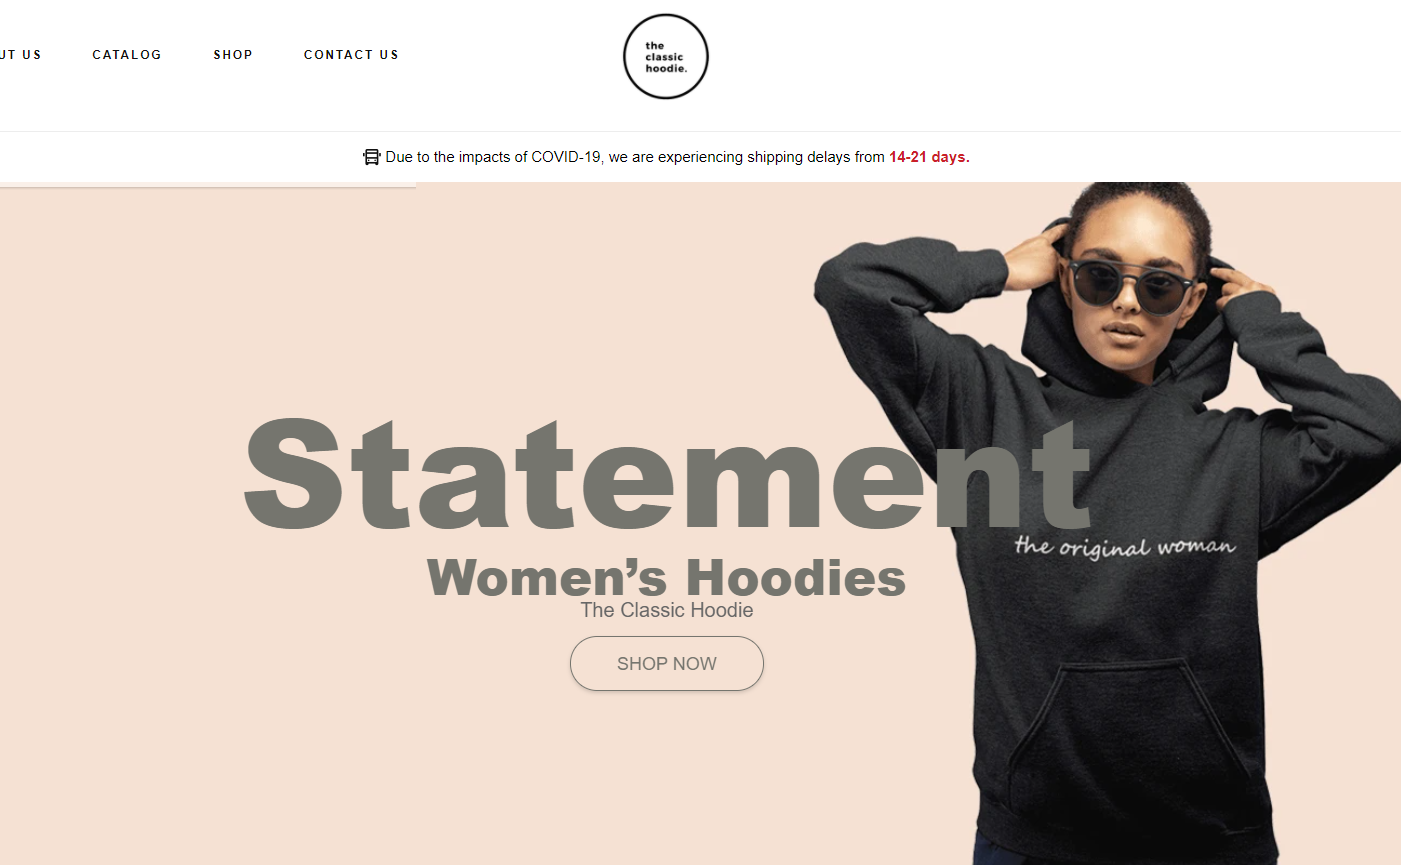 UT US CATALOG SHOP CONTACT US
the
classic
hoodie.
Due to the impacts of COVID-19, we are experiencing shipping delays from 14-21 days.
Statement
the original woman
Women’s Hoodies
The Classic Hoodie
SHOP NOW